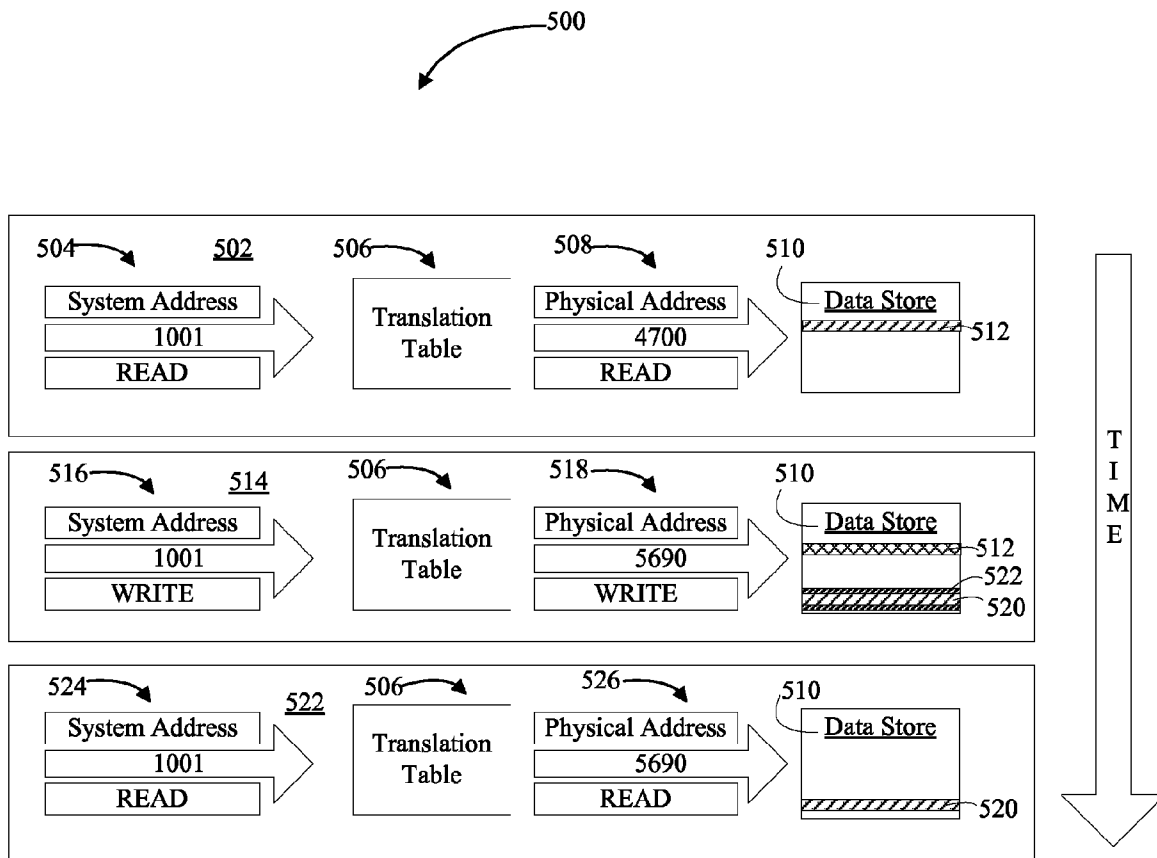 500
504 502 506 508 510
System Address Physical Address Data Store
1001 Translation Table 4700 512
READ READ
516 514 506 518 510
System Address Physical Address Data Store
1001 Translation Table 5690 512
WRITE WRITE 522
520
524 522 506 526 510
System Address Physical Address Data Store
1001 Translation Table 5690
READ READ 520
T
I
M
E